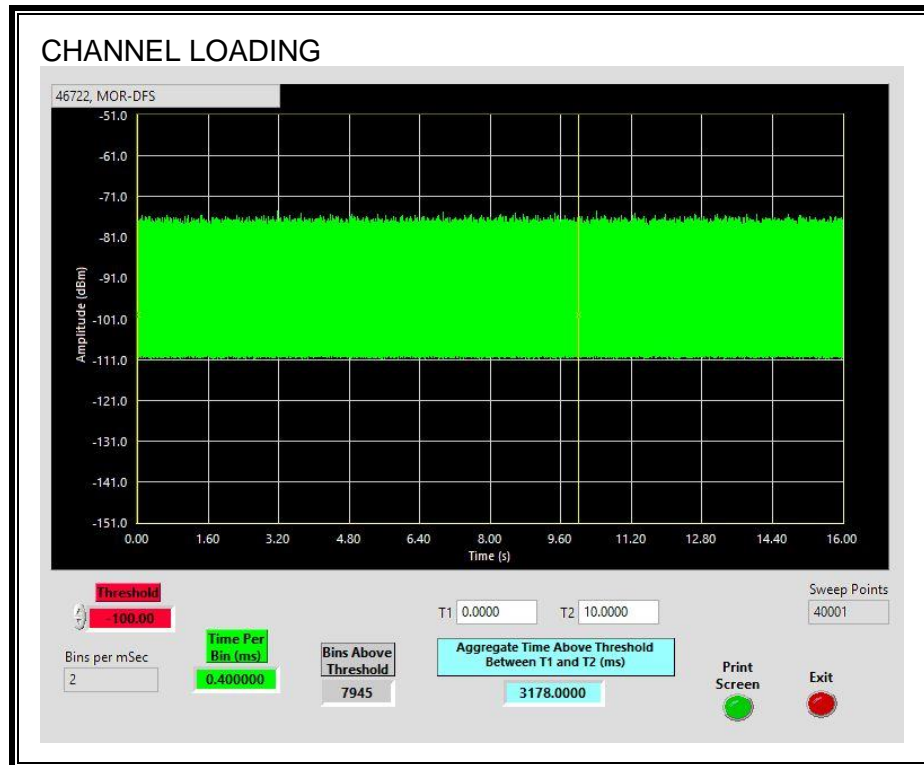 CHANNEL LOADING
46722, MOR-DFS
-51.0
-61.0
-71.0
-81.0
-91.0
-101.0
-111.0
-121.0
-131.0
-141.0
-151.0
Amplitude (dBm)
0.00 1.60 3.20 4.80 6.40 8.00 9.60 11.20 12.80 14.40 16.00
Time (s)
Threshold
-100.00
Bins per mSec
2
Time Per
Bin (ms)
0.400000
Bins Above
Threshold
7945
T1 0.0000 T2 10.0000
Aggregate Time Above Threshold
Between T1 and T2 (ms)
3178.0000
Sweep Points
40001
Print
Screen
Exit